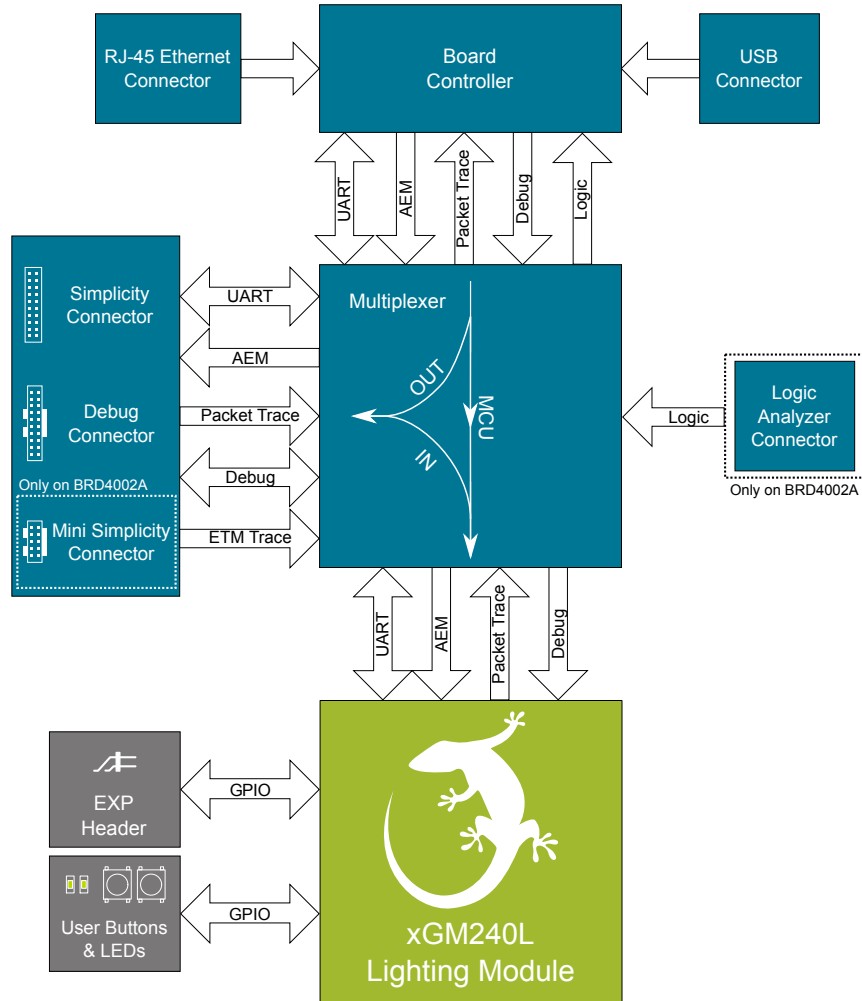 RJ-45 Ethernet
Connector
Board
Controller
USB
Connector
UART
AEM
Packet Trace
Debug
Logic
Simplicity
Connector
Debug
Connector
Only on BRD4002A
Mini Simplicity
Connector
UART
AEM
Packet Trace
Debug
ETM Trace
Multiplexer
OUT
MCU
IN
Logic
Logic
Analyzer
Connector
Only on BRD4002A
UART
AEM
Packet Trace
Debug
EXP
Header
GPIO
User Buttons
& LEDs
GPIO
xGM240L
Lighting Module